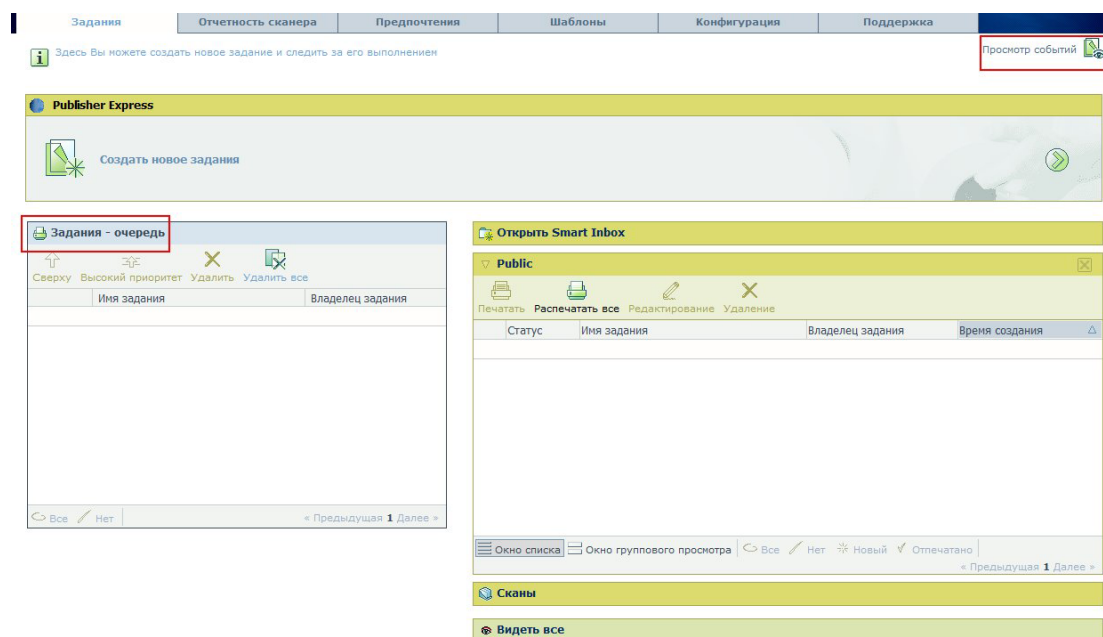 Задания Отчетность сканера Предпочтения Шаблоны Конфигурация Поддержка
Здесь Вы можете создать новое задание и следить за его выполнением
Просмотр событий
Publisher Express
Создать новое задания
Задания - очередь
Сверху Высокий приоритет Удалить Удалить все
Имя задания Владелец задания
Все Нет « Предыдущая 1 Далее »
Открыть Smart Inbox
Public
Печатать Распечатать все Редактирование Удаление
Статус Имя задания Владелец задания Время создания
Окно списка Окно группового просмотра Все Нет Новый Отпечатано
« Предыдущая 1 Далее »
Сканы
Видеть все